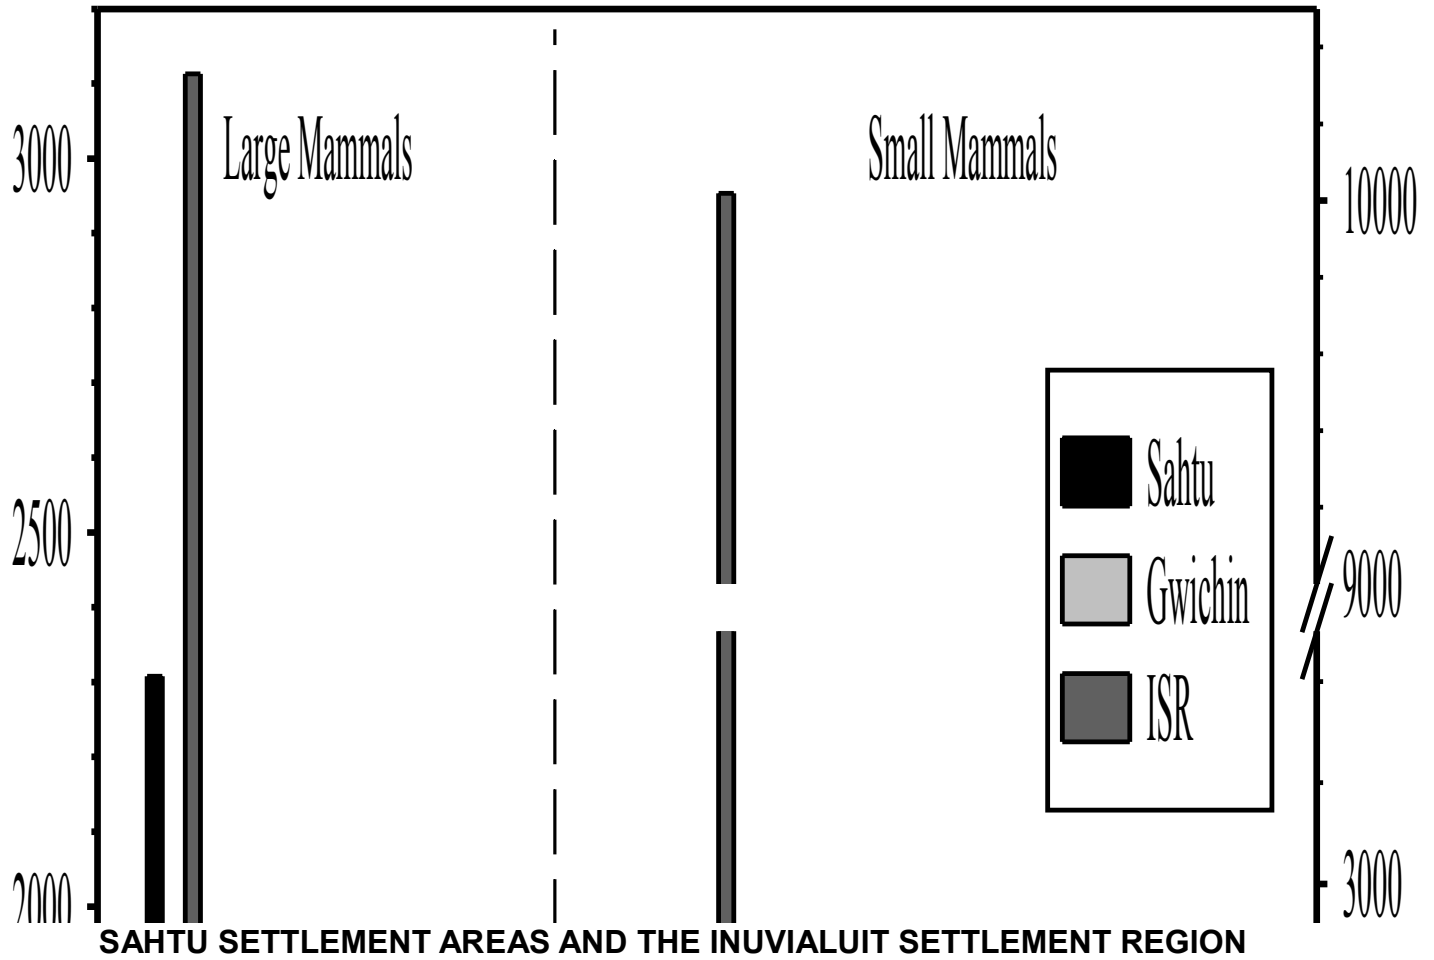 3000
2500
2000
Large Mammals
Small Mammals
10000
9000
3000
Sahtu
Gwichin
ISR
SAHTU SETTLEMENT AREAS AND THE INUVIALUIT SETTLEMENT REGION